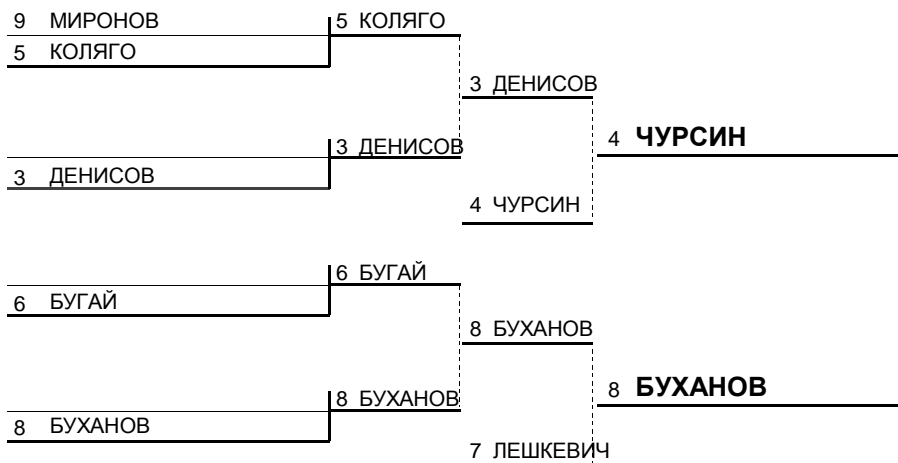 9 МИРОНОВ 5 КОЛЯГО
5 КОЛЯГО
3 ДЕНИСОВ
3 ДЕНИСОВ 4 ЧУРСИН
3 ДЕНИСОВ
4 ЧУРСИН
6 БУГАЙ
6 БУГАЙ
8 БУХАНОВ
8 БУХАНОВ 8 БУХАНОВ
8 БУХАНОВ
7 ЛЕШКЕВИЧ